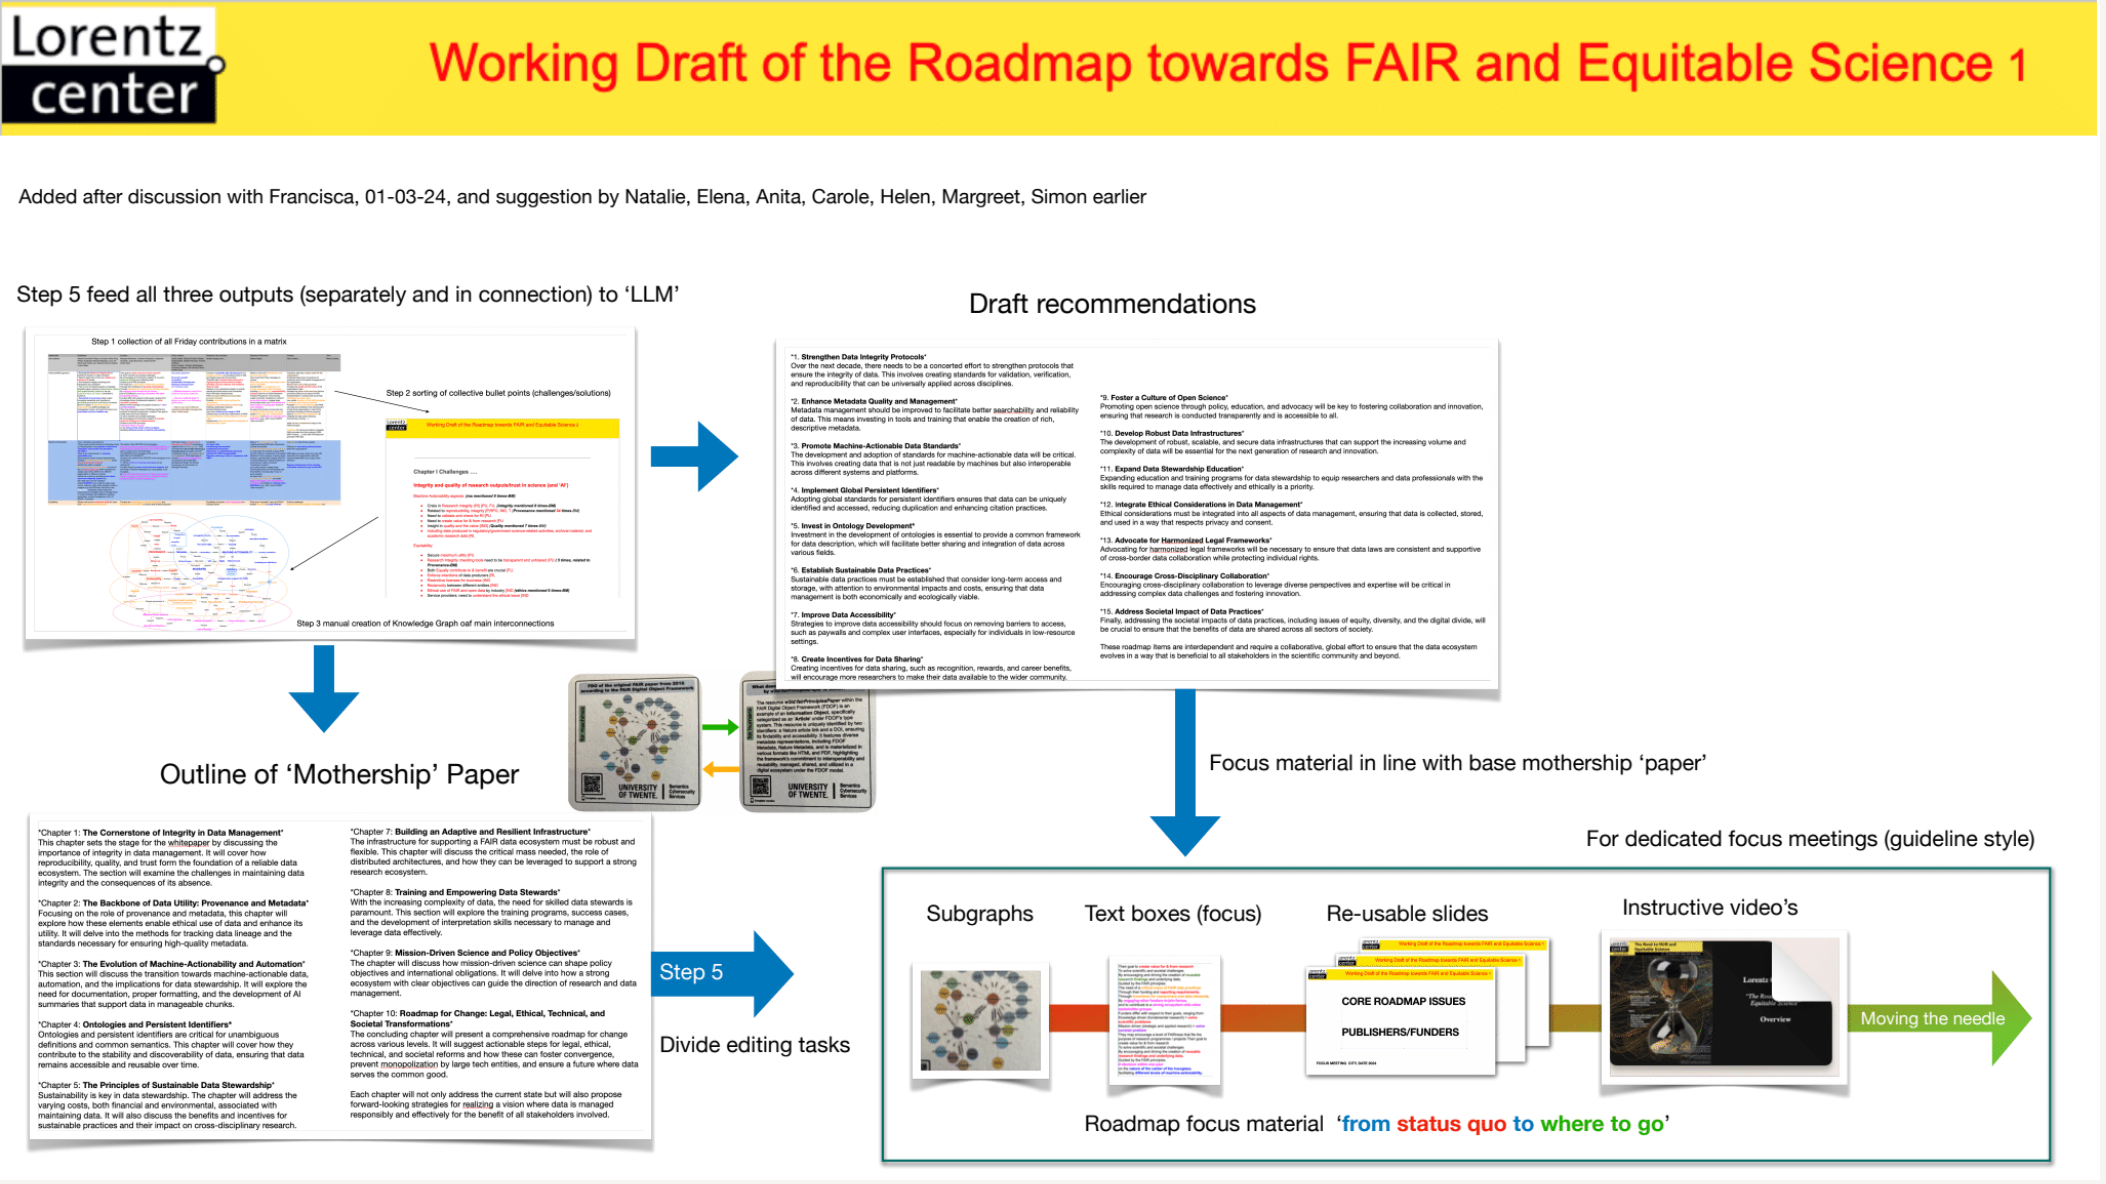 Lorentz
center
Working Draft of the Roadmap towards FAIR and Equitable Science 1
Added after discussion with Francisca, 01-03-24, and suggestion by Natalie, Elena, Anita, Carole, Helen, Margreet, Simon earlier
Step 5 feed all three outputs (separately and in connection) to ‘LLM’
Step 1 collection of all Friday contributions in a matrix
Step 2 sorting of collective bullet points (challenges/solutions)
Lorentz
center
Working Draft of the Roadmap towards FAIR and Equitable Science 2
Chapter I Challenges ....
Integrity and quality of research outputs/trust in science (and 'AI')
Step 3 manual creation of Knowledge Graph oaf main interconnections
Draft recommendations
"1. Strengthen Data Integrity Protocols"
Over the next decade, there needs to be a concerted effort to strengthen protocols that
ensure the integrity of data. This involves creating standards for validation, verification,
and reproducibility that can be universally applied across disciplines.
"2. Enhance Metadata Quality and Management"
Metadata management should be improved to facilitate better searchability and reliability
of data. This means investing in tools and training that enable the creation of rich,
descriptive metadata.
"3. Promote Machine-Actionable Data Standards"
The development and adoption of standards for machine-actionable data will be critical.
This involves creating data that is not just readable by machines but also interoperable
across different systems and platforms.
"4. Implement Global Persistent Identifiers"
Adopting global standards for persistent identifiers ensures that data can be uniquely
identified and accessed, reducing duplication and enhancing citation practices.
"5. Invest in Ontology Development"
Investment in the development of ontologies is essential to provide a common framework
for data description, which will facilitate better sharing and integration of data across
various fields.
"6. Establish Sustainable Data Practices"
Sustainable data practices must be established that consider long-term access and
storage, with attention to environmental impacts and costs, ensuring that data
management is both economically and ecologically viable.
"7. Improve Data Accessibility"
Strategies to improve data accessibility should focus on removing barriers to access,
such as paywalls and complex user interfaces, especially for individuals in low-resource
settings.
"8. Create Incentives for Data Sharing"
Creating incentives for data sharing, such as recognition, rewards, and career benefits,
will encourage more researchers to make their data available to the wider community.
"9. Foster a Culture of Open Science"
Promoting open science through policy, education, and advocacy will be key to fostering collaboration and innovation,
ensuring that research is conducted transparently and is accessible to all.
"10. Develop Robust Data Infrastructures"
The development of robust, scalable, and secure data infrastructures that can support the increasing volume and
complexity of data will be essential for the next generation of research and innovation.
"11. Expand Data Stewardship Education"
Expanding education and training programs for data stewardship to equip researchers and data professionals with the
skills required to manage data effectively and ethically is a priority.
"12. Integrate Ethical Considerations in Data Management"
Ethical considerations must be integrated into all aspects of data management, ensuring that data is collected, stored,
and used in a way that respects privacy and consent.
"13. Advocate for Harmonized Legal Frameworks"
Advocating for harmonized legal frameworks will be necessary to ensure that data laws are consistent and supportive
of cross-border data collaboration while protecting individual rights.
"14. Encourage Cross-Disciplinary Collaboration"
Encouraging cross-disciplinary collaboration to leverage diverse perspectives and expertise will be critical in
addressing complex data challenges and fostering innovation.
"15. Address Societal Impact of Data Practices"
Finally, addressing the societal impacts of data practices, including issues of equity, diversity, and the digital divide, will
be crucial to ensure that the benefits of data are shared across all sectors of society.
These roadmap items are interdependent and require a collaborative, global effort to ensure that the data ecosystem
evolves in a way that is beneficial to all stakeholders in the scientific community and beyond.
FDO of the original FAIR paper from 2016
according to the FAIR Digital Object Framework
UNIVERSITY
OF TWENTE.
Semantics
Cybersecurity
Services
UNIVERSITY
OF TWENTE.
Semantics
Cybersecurity
Services
Outline of ‘Mothership’ Paper
"Chapter 1: The Cornerstone of Integrity in Data Management"
This chapter sets the stage for the whitepaper by discussing the
importance of integrity in data management. It will cover how
reproducibility, quality, and trust form the foundation of a reliable data
ecosystem. The section will examine the challenges in maintaining data
integrity and the consequences of its absence.
"Chapter 2: The Backbone of Data Utility: Provenance and Metadata"
Focusing on the role of provenance and metadata, this chapter will
explore how these elements enable ethical use of data and enhance its
utility. It will delve into the methods for tracking data lineage and the
standards necessary for ensuring high-quality metadata.
"Chapter 3: The Evolution of Machine-Actionability and Automation"
This section will discuss the transition towards machine-actionable data,
automation, and the implications for data stewardship. It will explore the
need for documentation, proper formatting, and the development of AI
summaries that support data in manageable chunks.
"Chapter 4: Ontologies and Persistent Identifiers"
Ontologies and persistent identifiers are critical for unambiguous
definitions and common semantics. This chapter will cover how they
contribute to the stability and discoverability of data, ensuring that data
remains accessible and reusable over time.
"Chapter 5: The Principles of Sustainable Data Stewardship"
Sustainability is key in data stewardship. The chapter will address the
varying costs, both financial and environmental, associated with
maintaining data. It will also discuss the benefits and incentives for
sustainable practices and their impact on cross-disciplinary research.
"Chapter 7: Building an Adaptive and Resilient Infrastructure"
The infrastructure for supporting a FAIR data ecosystem must be robust and
flexible. This chapter will discuss the critical mass needed, the role of
distributed architectures, and how they can be leveraged to support a strong
research ecosystem.
"Chapter 8: Training and Empowering Data Stewards"
With the increasing complexity of data, the need for skilled data stewards is
paramount. This section will explore the training programs, success cases,
and the development of interpretation skills necessary to manage and
leverage data effectively.
"Chapter 9: Mission-Driven Science and Policy Objectives"
The chapter will discuss how mission-driven science can shape policy
objectives and international obligations. It will delve into how a strong
ecosystem with clear objectives can guide the direction of research and data
management.
"Chapter 10: Roadmap for Change: Legal, Ethical, Technical, and
Societal Transformations"
The concluding chapter will present a comprehensive roadmap for change
across various levels. It will suggest actionable steps for legal, ethical,
technical, and societal reforms and how these can foster convergence,
prevent monopolization by large tech entities, and ensure a future where data
serves the common good.
Each chapter will not only address the current state but will also propose
forward-looking strategies for realizing a vision where data is managed
responsibly and effectively for the benefit of all stakeholders involved.
Step 5
Divide editing tasks
Focus material in line with base mothership ‘paper’
For dedicated focus meetings (guideline style)
Subgraphs
Text boxes (focus)
Re-usable slides
Instructive video’s
Working Draft of the Roadmap towards FAIR and Equitable Science 1
Working Draft of the Roadmap towards FAIR and Equitable Science 1
Working Draft of the Roadmap towards FAIR and Equitable Science 1
CORE ROADMAP ISSUES
PUBLISHERS/FUNDERS
FOCUS MEETING CITY, DATE 2024
Overview
Moving the needle
Roadmap focus material ‘from status quo to where to go’